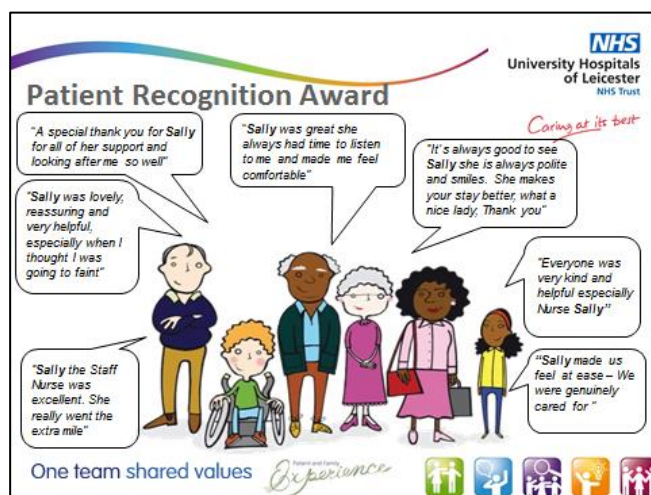 NHS
University Hospitals
of Leicester
NHS Trust
Caring at its best
Patient Recognition Award
"A special thank you for Sally
for all of her support and
looking after me so well"
"Sally was great she
always had time to listen
to me and made me feel
comfortable"
"It's always good to see
Sally she is always polite
and smiles. She makes
your stay better, what a
nice lady, Thank you"
"Sally was lovely,
reassuring and
very helpful,
especially when I
thought I was
going to faint"
"Everyone was
very kind and
helpful especially
Nurse Sally"
"Sally the Staff
Nurse was
excellent. She
really went the
extra mile"
"Sally made us
feel at ease – We
were genuinely
cared for "
One team shared values
Patient and Family
Experience